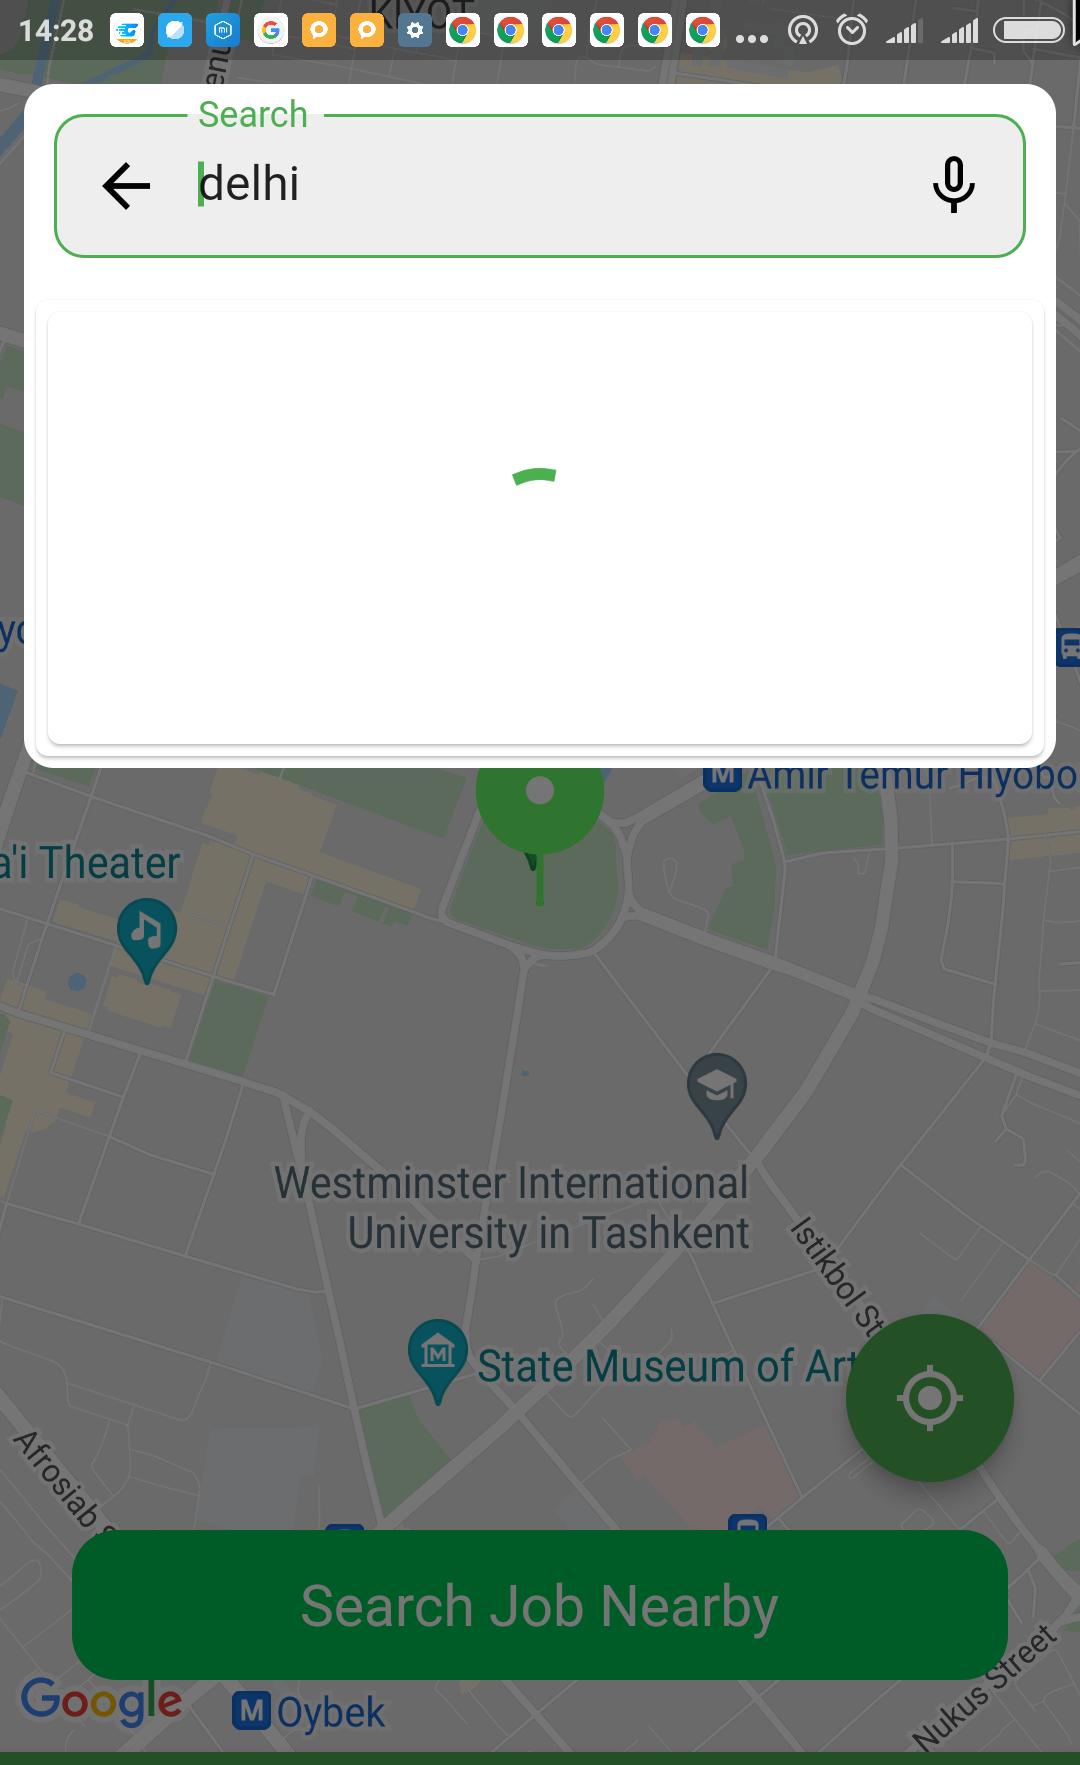 14:28
Search
delhi
M Amir Temur Hiyobo
a'i Theater
Westminster International
University in Tashkent
Istikbol St
State Museum of Art
Afrosiab
Search Job Nearby
Google
M Oybek
Nukus Street